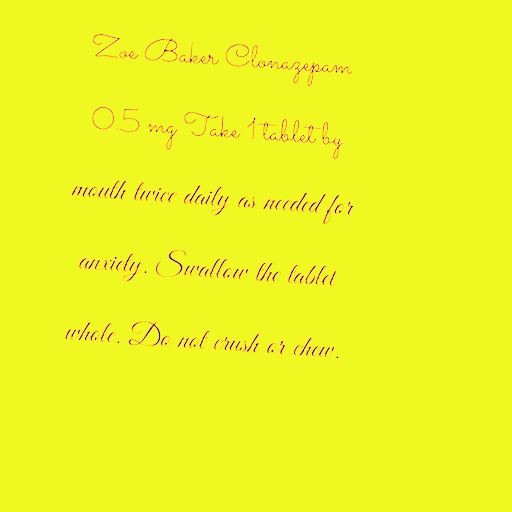 Zoe Baker Clonazepam
0.5 mg Take 1 tablet by
mouth twice daily as needed for
anxiety. Swallow the tablet
whole. Do not crush or chew.